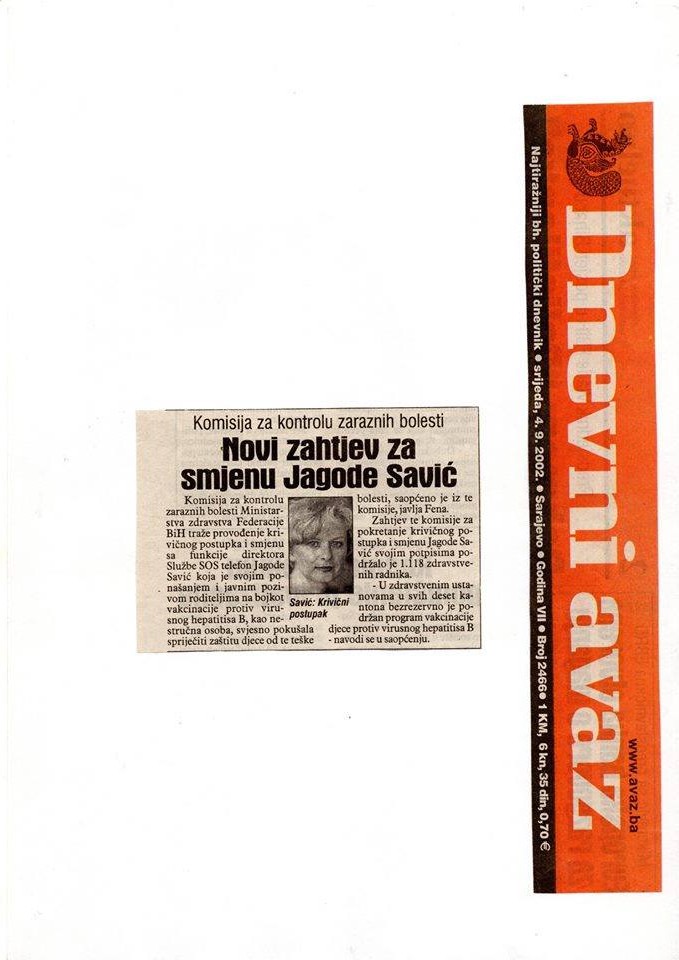 Komisija za kontrolu zaraznih bolesti
Novi zahtjev za
smjenu Jagode Savić
Komisija za kontrolu
zaraznih bolesti Ministar-
stva zdravstva Federacije
BiH traže provođenje kri-
vičnog postupka i smjenu
sa funkcije direktora
Službe SOS telefon Jagode
Savić koja je svojim po-
našanjem i javnim pozi-
vom roditeljima na bojkot
vakcinacije protiv viru-
snog hepatitisa B, kao ne-
stručna osoba, svjesno pokušala
spriječiti zaštitu djece od te teške
Savić: Krivični
postupak
bolesti, saopćeno je iz te
komisije, javlja Fena.
Zahtjev te komisije za
pokretanje krivičnog po-
stupka i smjenu Jagode Sa-
vić svojim potpisima po-
držalo je 1.118 zdravstve-
nih radnika.
- U zdravstvenim usta-
novama u svih deset ka-
ntona bezrezervno je po-
držan program vakcinacije
djece protiv virusnog hepatitisa B
- navodi se u saopćenju.
Dnevni avaz
www.avaz.ba
Najtiražniji bh. politički dnevnik ● srijeda, 4. 9. 2002. ● Sarajevo ● Godina VII ● Broj 2466 ● 1 KM, 6 kn, 35 din, 0,70 €